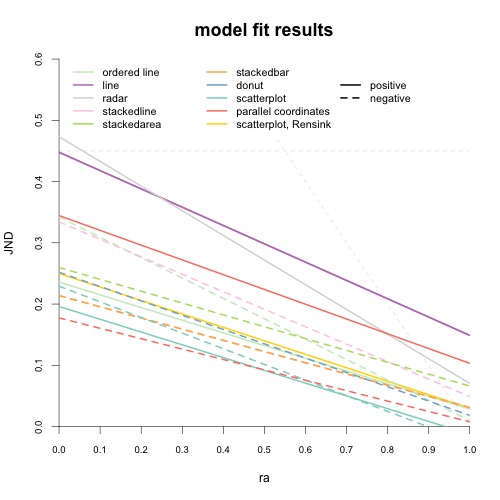 model fit results
ordered line
line
radar
stackedline
stackedarea
stackedbar
donut
scatterplot
parallel coordinates
scatterplot, Rensink
positive
negative
JND
0.6
0.5
0.4
0.3
0.2
0.1
0.0
0.0 0.1 0.2 0.3 0.4 0.5 0.6 0.7 0.8 0.9 1.0
ra